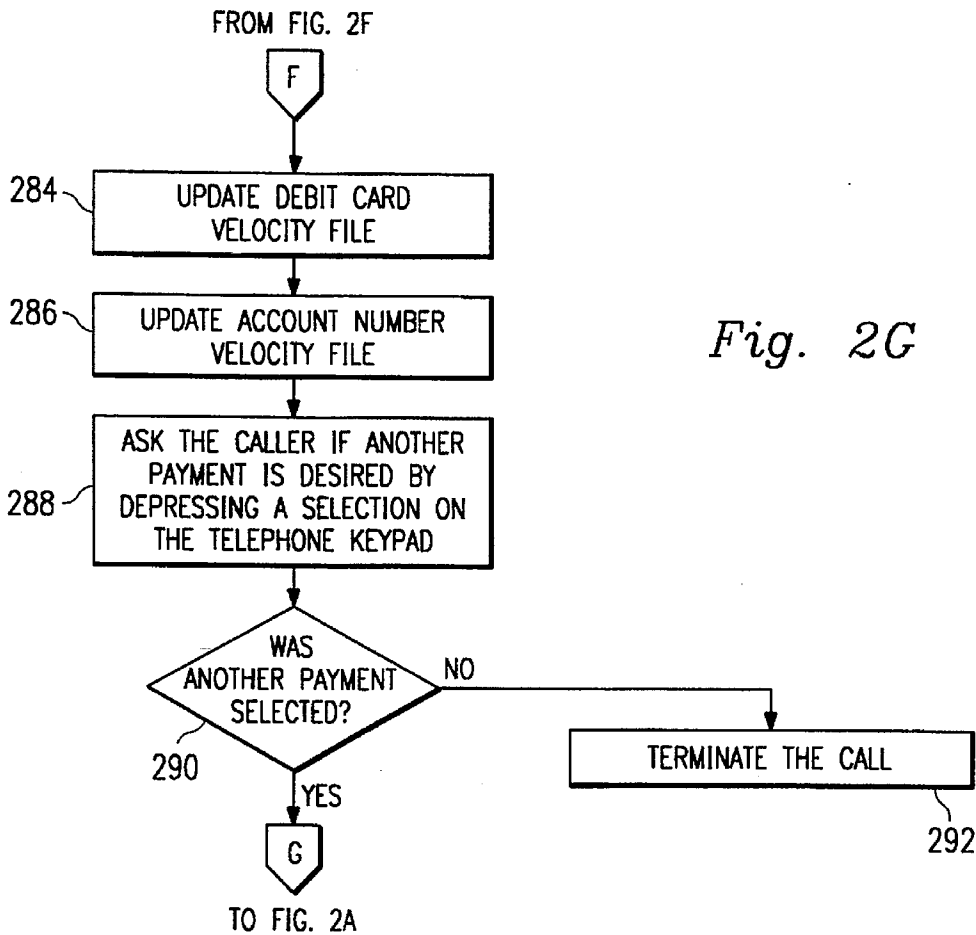 FROM FIG. 2F
F
284
UPDATE DEBIT CARD
VELOCITY FILE
286
UPDATE ACCOUNT NUMBER
VELOCITY FILE
Fig. 2G
288
ASK THE CALLER IF ANOTHER
PAYMENT IS DESIRED BY
DEPRESSING A SELECTION ON
THE TELEPHONE KEYPAD
WAS
ANOTHER PAYMENT
SELECTED?
NO
290
TERMINATE THE CALL
292
YES
G
TO FIG. 2A